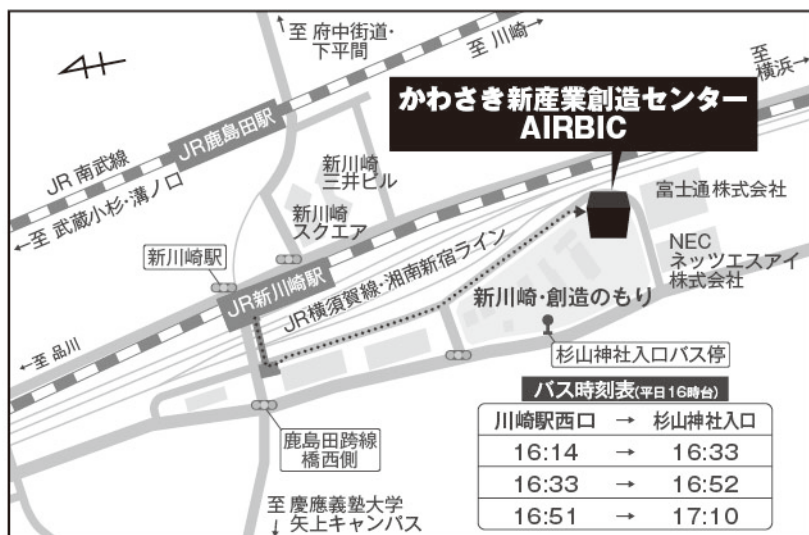 至 府中街道・
下平間
至 川崎
至
横浜
かわさき新産業創造センター
AIRBIC
JR鹿島田駅
JR 南武線
至 武蔵小杉・溝ノ口
新川崎
三井ビル
新川崎
スクエア
富士通株式会社
新川崎駅
NEC
ネッツエスアイ
株式会社
JR新川崎駅
JR横須賀線・湘南新宿ライン
新川崎・創造のもり
至 品川
杉山神社入口バス停
バス時刻表(平日16時台)
川崎駅西口 → 杉山神社入口
16:14 → 16:33
16:33 → 16:52
16:51 → 17:10
鹿島田跨線
橋西側
至 慶應義塾大学
矢上キャンパス